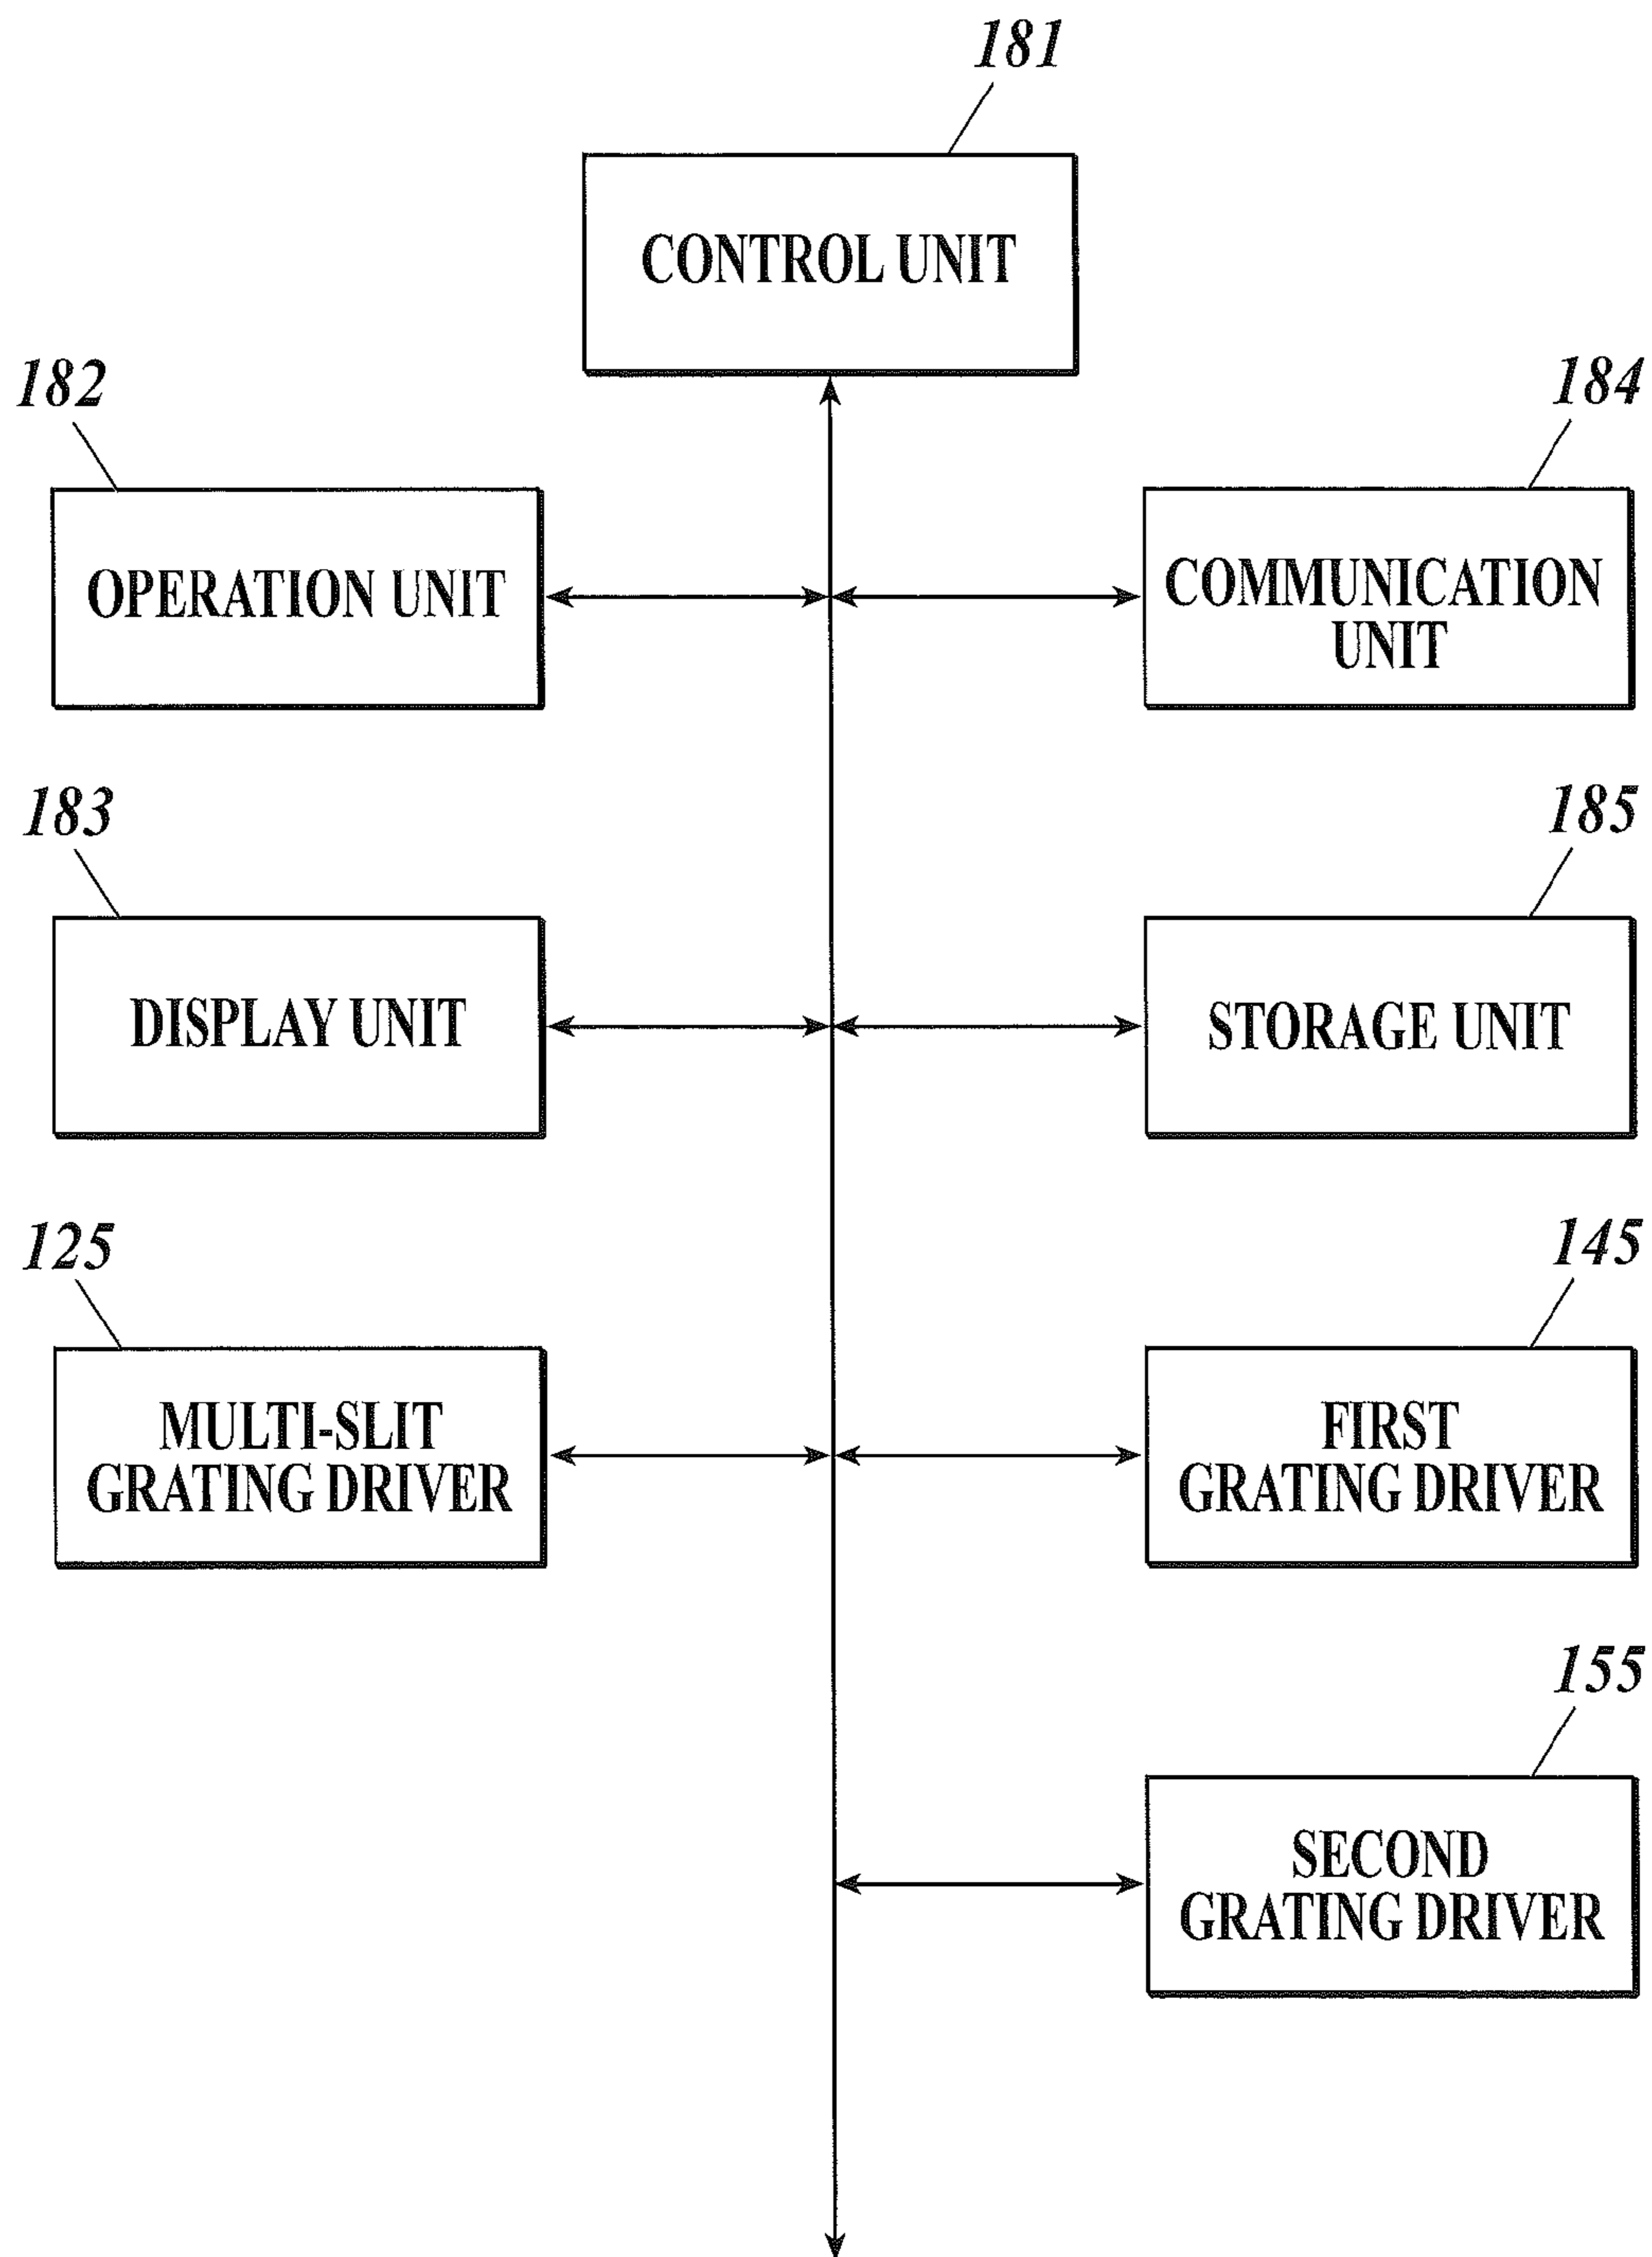 181
CONTROL UNIT
182
184
OPERATION UNIT
COMMUNICATION
UNIT
183
185
DISPLAY UNIT
STORAGE UNIT
125
145
MULTI-SLIT
GRATING DRIVER
FIRST
GRATING DRIVER
155
SECOND
GRATING DRIVER